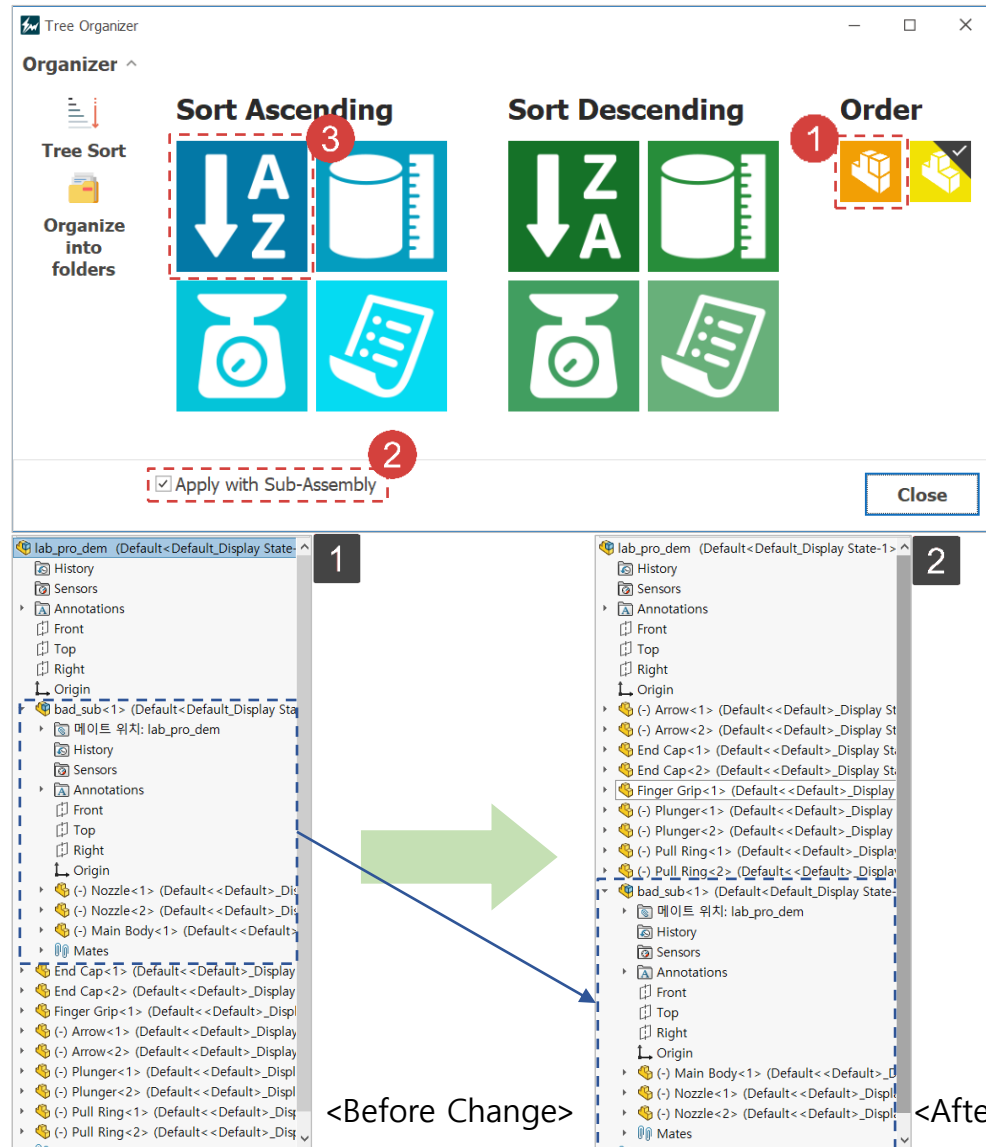 Tree Organizer
Organizer
Sort Ascending
Sort Descending
Order
3
1
Tree Sort
Organize
into
folders
A
Z
Z
A
2
Apply with Sub-Assembly
Close
lab_pro_dem (Default<Default_Display State-
1
History
Sensors
Annotations
Front
Top
Right
Origin
bad_sub<1> (Default<Default_Display Sta
메이트 위치: lab_pro_dem
History
Sensors
Annotations
Front
Top
Right
Origin
(-) Nozzle<1> (Default<<Default>_Dis
(-) Nozzle<2> (Default<<Default>_Dis
(-) Main Body<1> (Default<<Default>
Mates
End Cap<1> (Default<<Default>_Display
End Cap<2> (Default<<Default>_Display
Finger Grip<1> (Default<<Default>_Displ
(-) Arrow<1> (Default<<Default>_Display
(-) Arrow<2> (Default<<Default>_Display
(-) Plunger<1> (Default<<Default>_Displ
(-) Plunger<2> (Default<<Default>_Displ
(-) Pull Ring<1> (Default<<Default>_Disp
(-) Pull Ring<2> (Default<<Default>_Disp
<Before Change>
lab_pro_dem (Default<Default_Display State-1>
2
History
Sensors
Annotations
Front
Top
Right
Origin
(-) Arrow<1> (Default<<Default>_Display St
(-) Arrow<2> (Default<<Default>_Display St
End Cap<1> (Default<<Default>_Display Sta
End Cap<2> (Default<<Default>_Display Sta
Finger Grip<1> (Default<<Default>_Display
(-) Plunger<1> (Default<<Default>_Display
(-) Plunger<2> (Default<<Default>_Display
(-) Pull Ring<1> (Default<<Default>_Display
(-) Pull Ring<2> (Default<<Default>_Display
bad_sub<1> (Default<Default_Display State-
메이트 위치: lab_pro_dem
History
Sensors
Annotations
Front
Top
Right
Origin
(-) Main Body<1> (Default<<Default>_D
(-) Nozzle<1> (Default<<Default>_Displ
(-) Nozzle<2> (Default<<Default>_Displ
Mates
<Afte